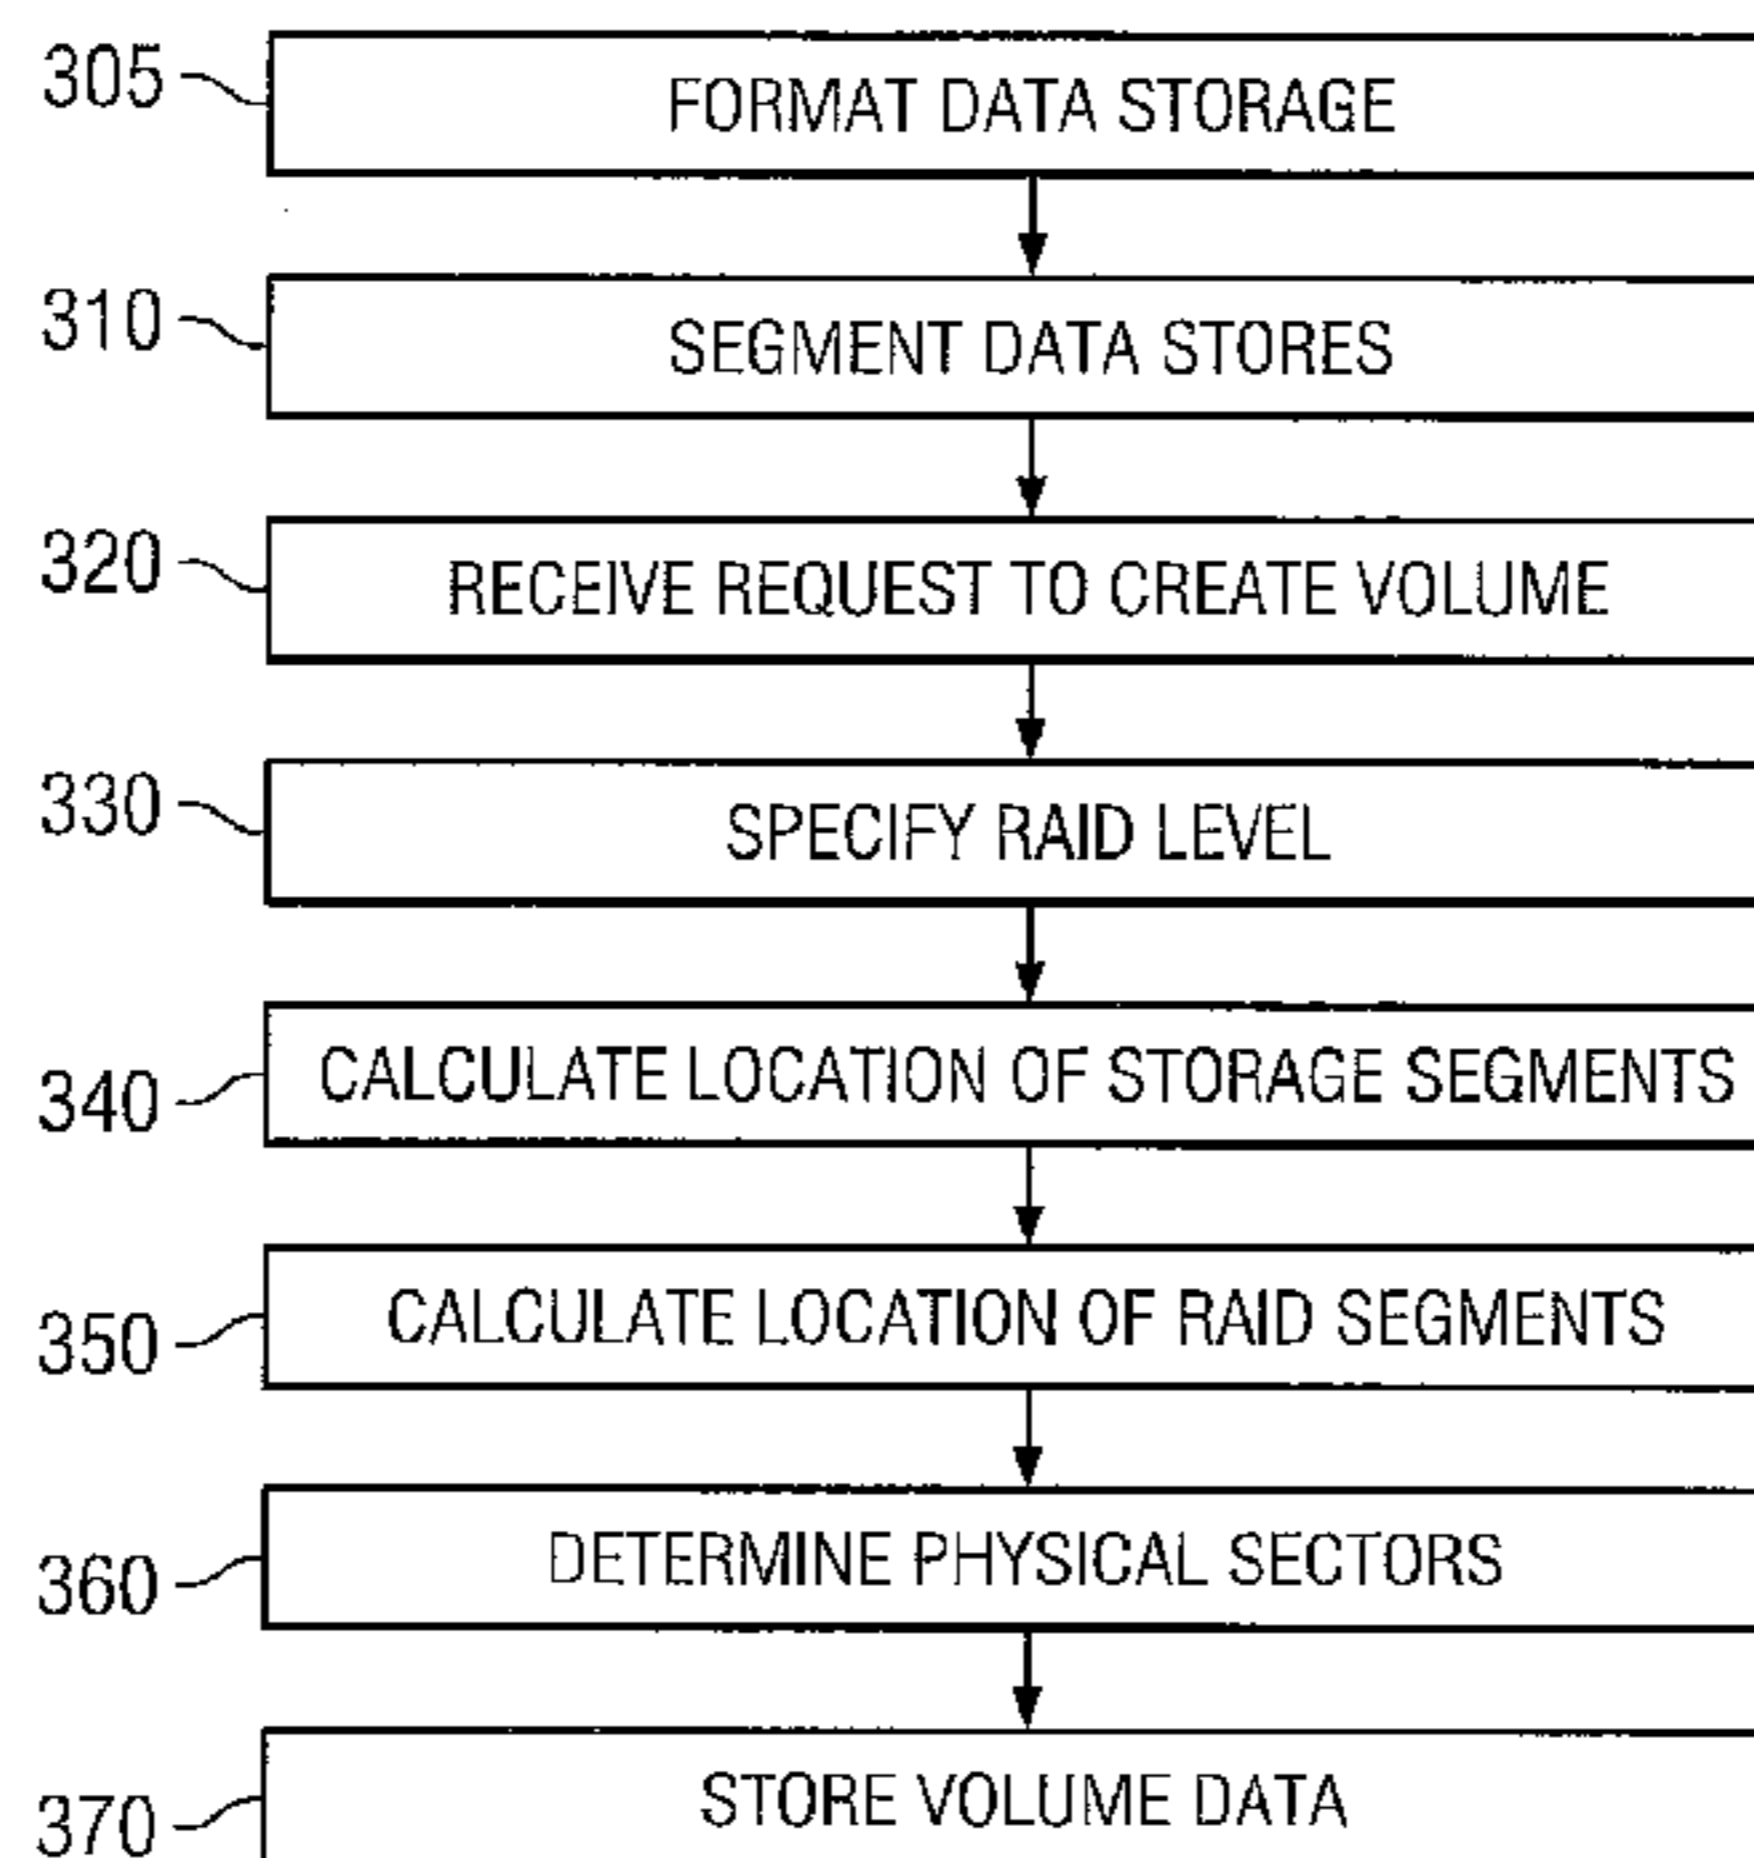 305 FORMAT DATA STORAGE
310 SEGMENT DATA STORES
320 RECEIVE REQUEST TO CREATE VOLUME
330 SPECIFY RAID LEVEL
340 CALCULATE LOCATION OF STORAGE SEGMENTS
350 CALCULATE LOCATION OF RAID SEGMENTS
360 DETERMINE PHYSICAL SECTORS
370 STORE VOLUME DATA